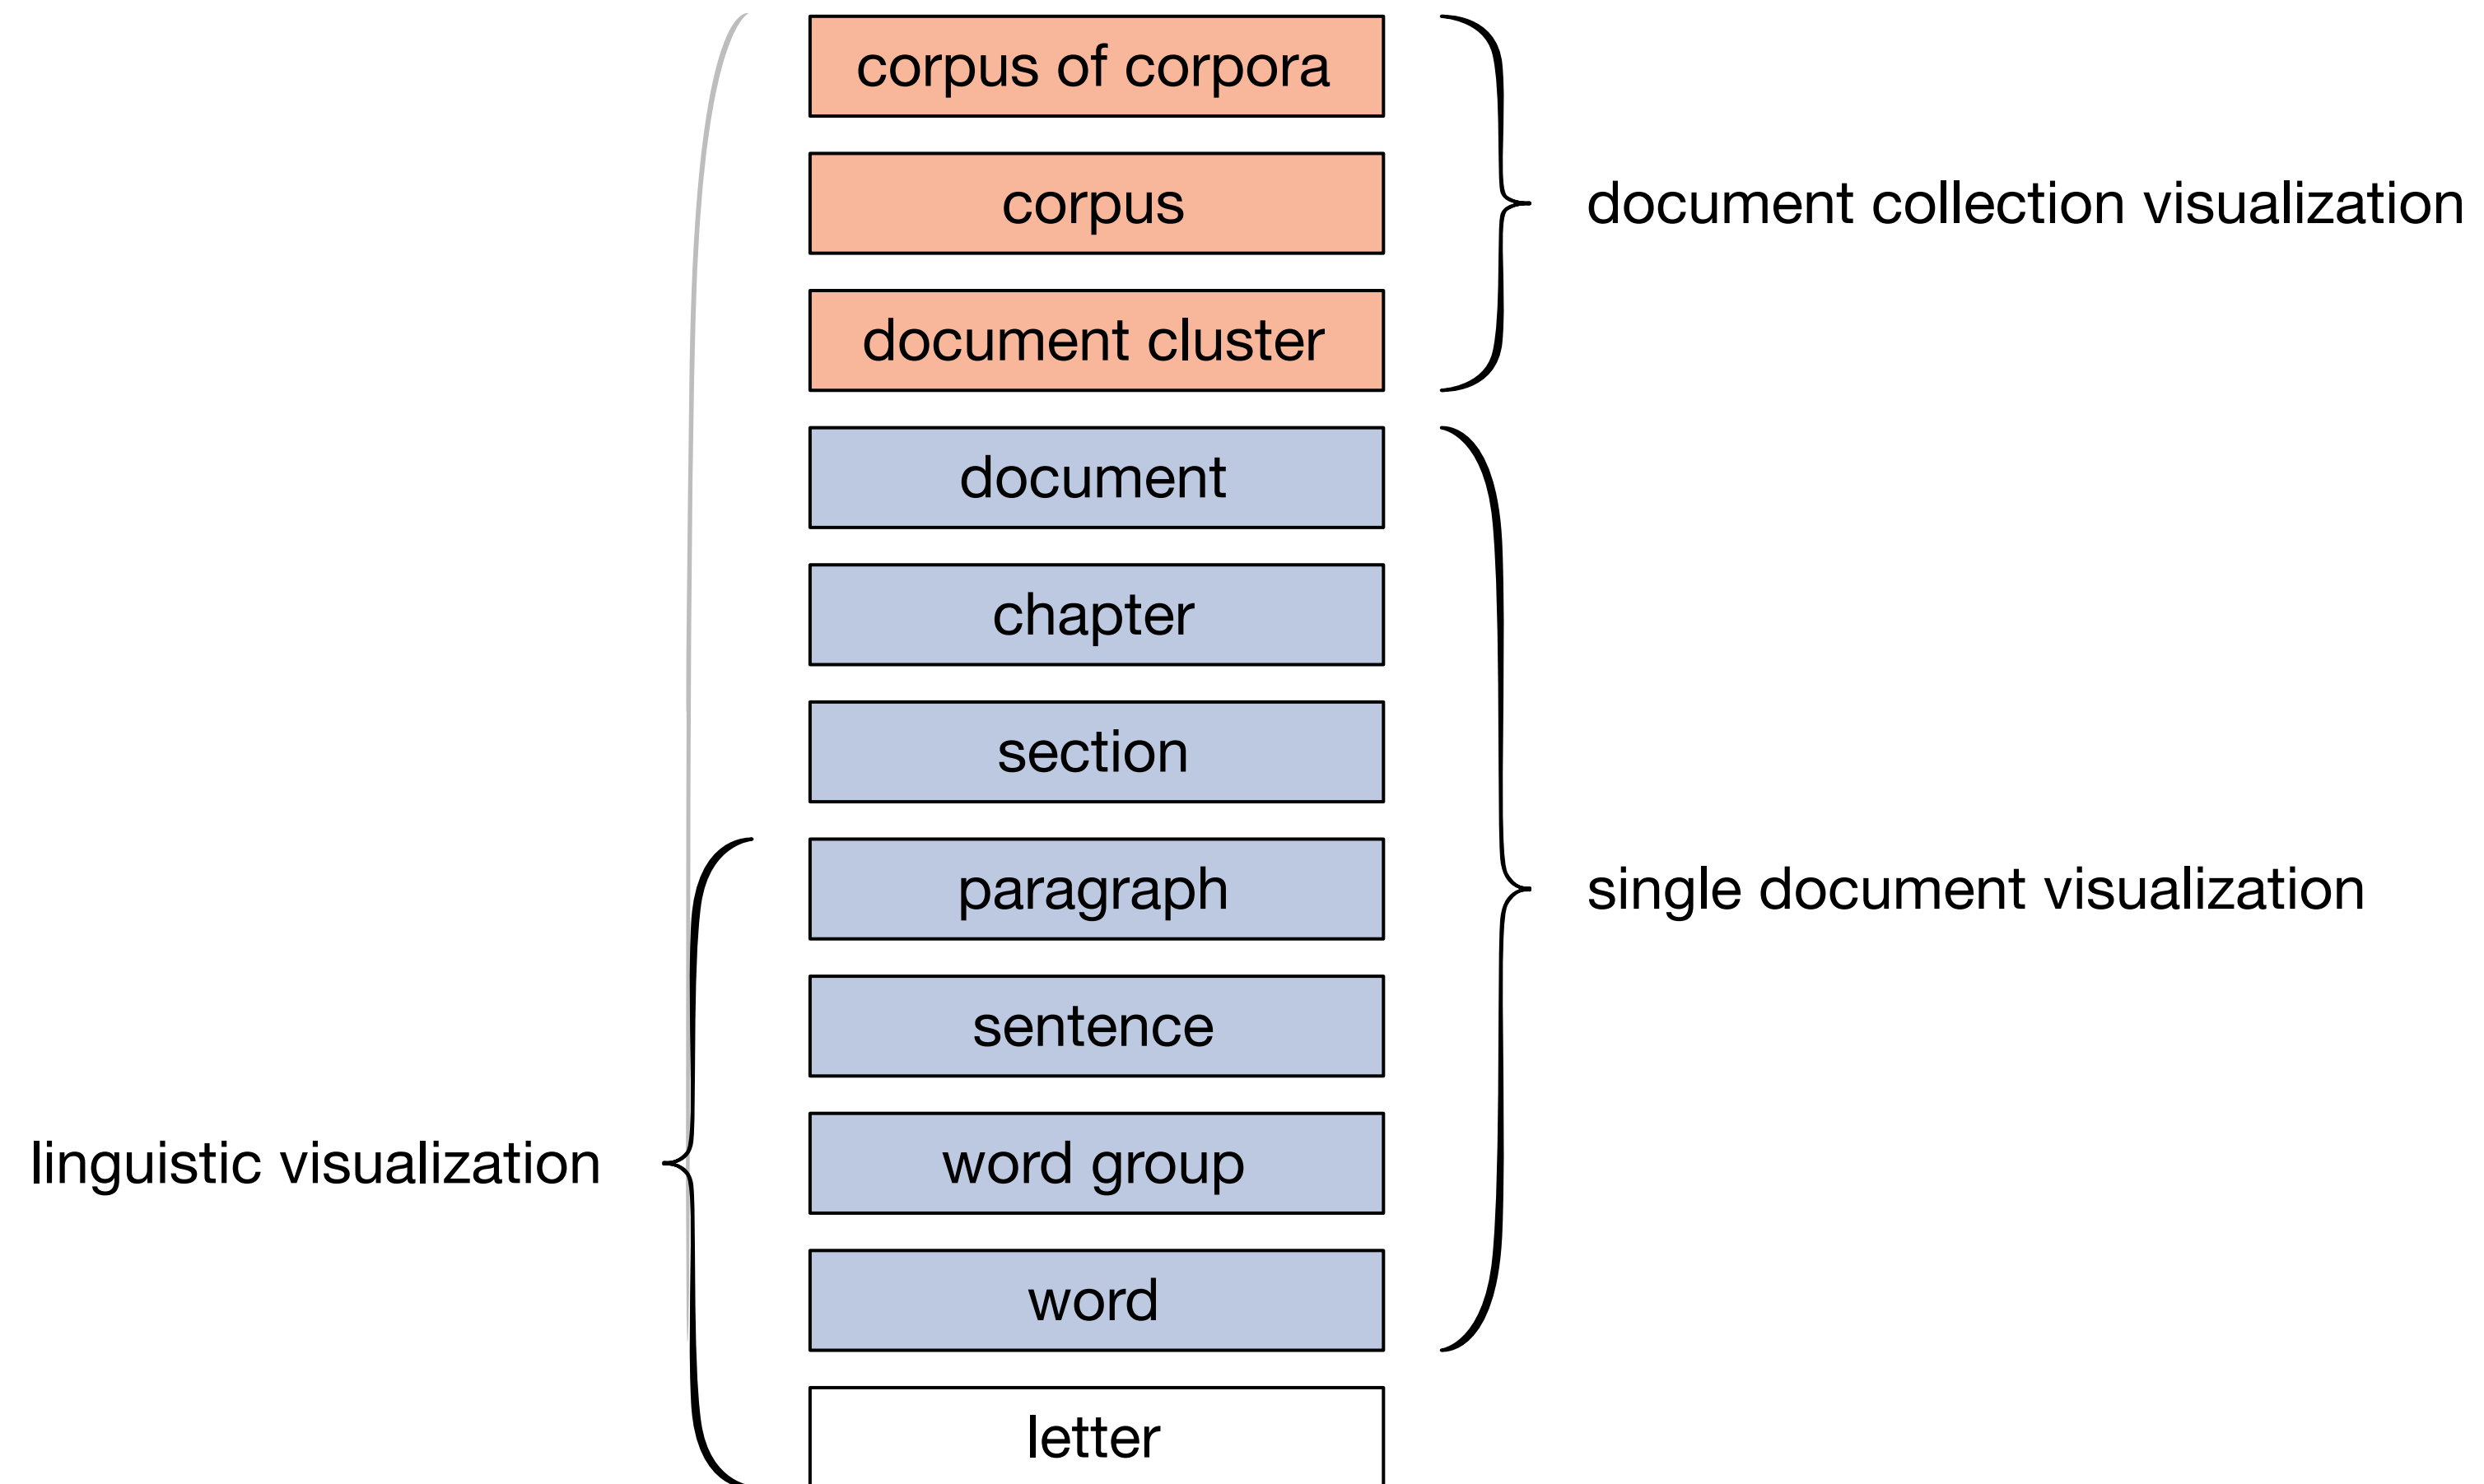 corpus of corpora
corpus
document collection visualization
document cluster
document
chapter
section
paragraph
single document visualization
sentence
word group
linguistic visualization
word
letter